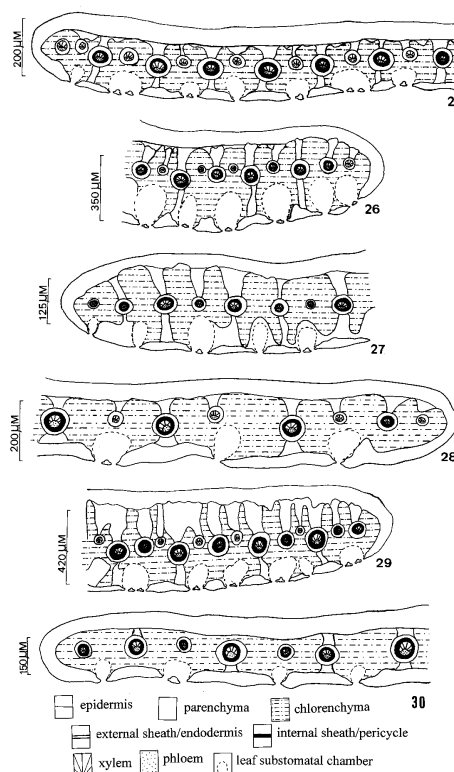 200 µM
2
350 µM
26
125 µM
27
200 µM
28
420 µM
29
150 µM
30
epidermis
parenchyma
chlorenchyma
external sheath/endodermis
internal sheath/pericycle
xylem
phloem
leaf substomatal chamber